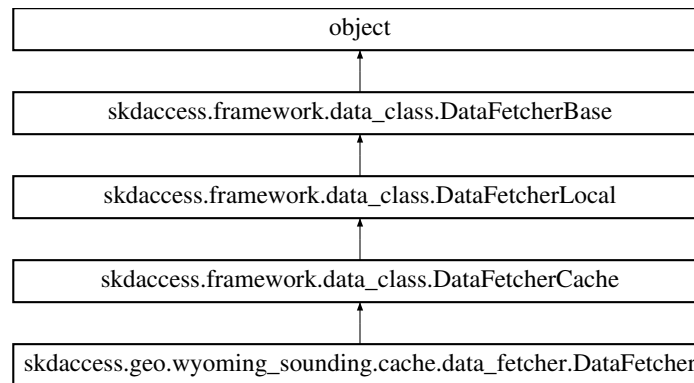 object
skdaccess.framework.data_class.DataFetcherBase
skdaccess.framework.data_class.DataFetcherLocal
skdaccess.framework.data_class.DataFetcherCache
skdaccess.geo.wyoming_sounding.cache.data_fetcher.DataFetcher